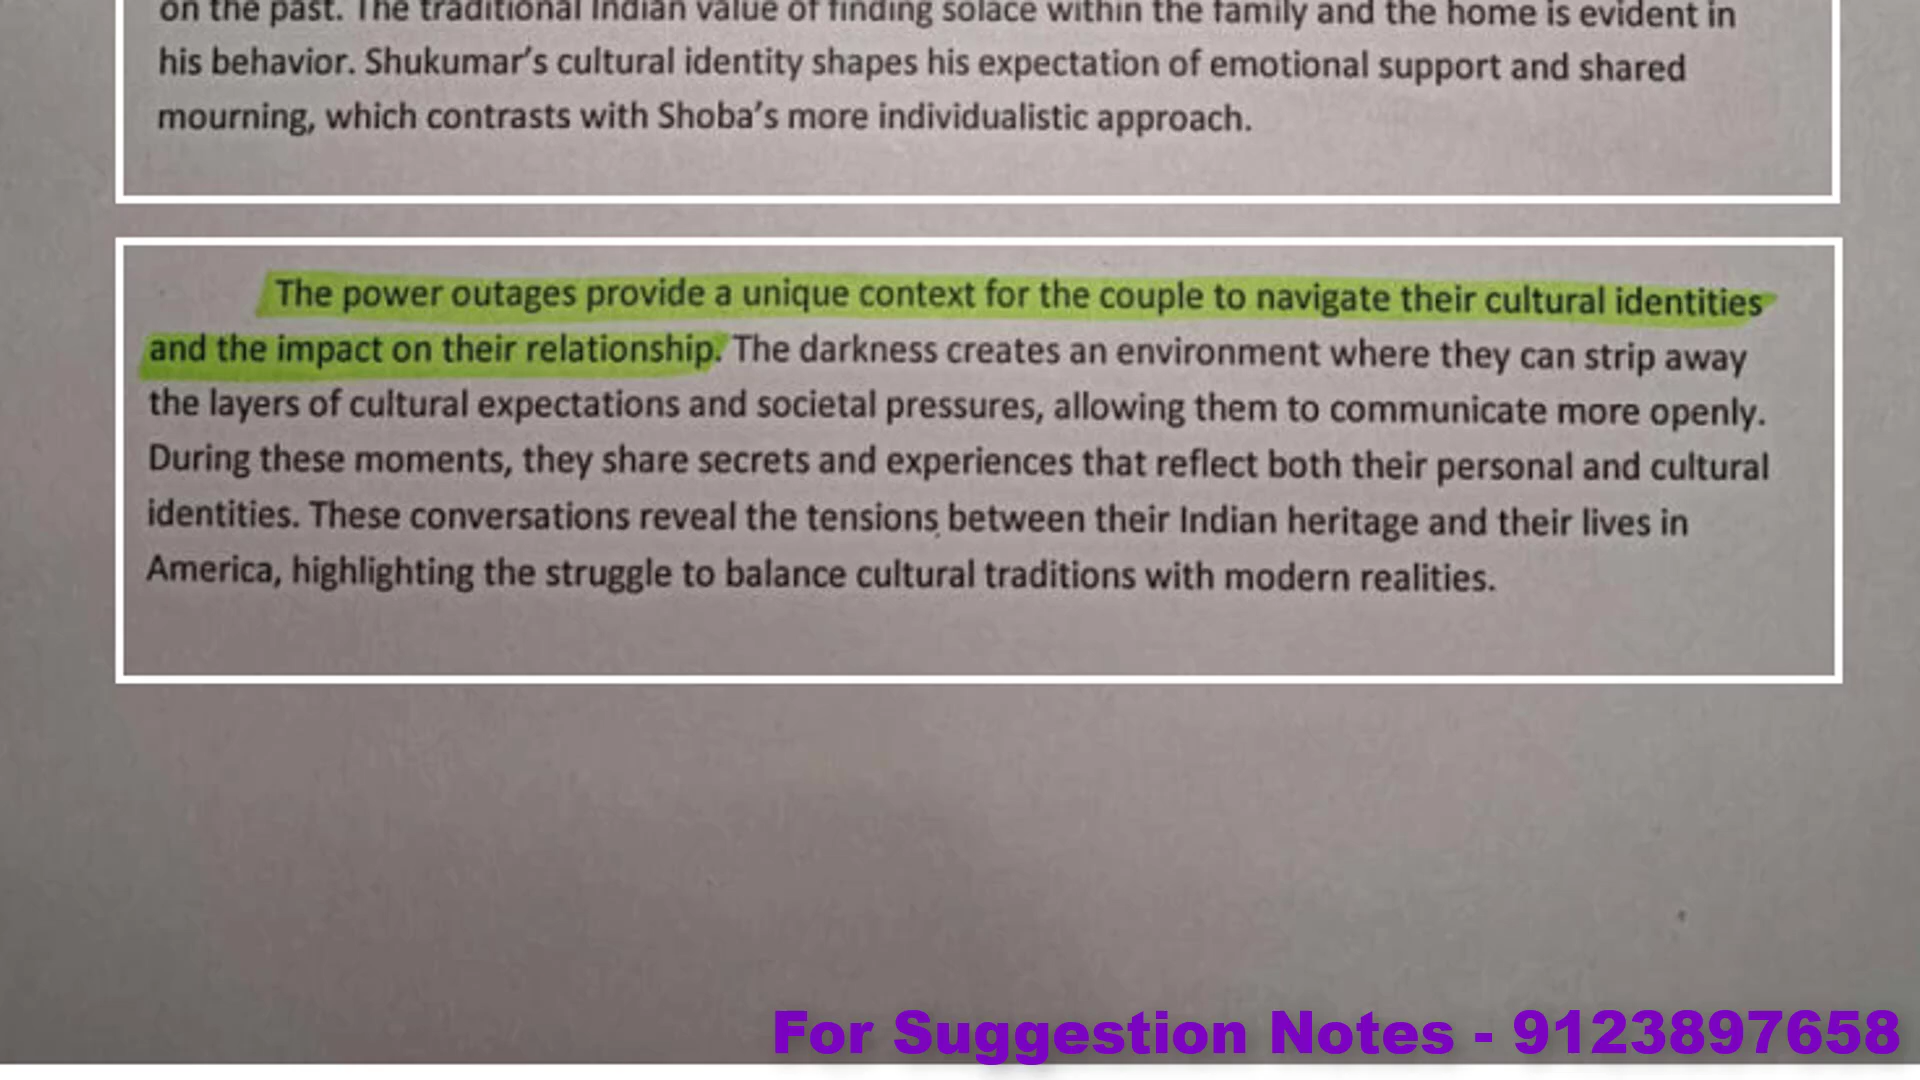 on the past. The traditional Indian value of finding solace within the family and the home is evident in
his behavior. Shukumar's cultural identity shapes his expectation of emotional support and shared
mourning, which contrasts with Shoba's more individualistic approach.
The power outages provide a unique context for the couple to navigate their cultural identities
and the impact on their relationship. The darkness creates an environment where they can strip away
the layers of cultural expectations and societal pressures, allowing them to communicate more openly.
During these moments, they share secrets and experiences that reflect both their personal and cultural
identities. These conversations reveal the tensions between their Indian heritage and their lives in
America, highlighting the struggle to balance cultural traditions with modern realities.
For Suggestion Notes - 9123897658